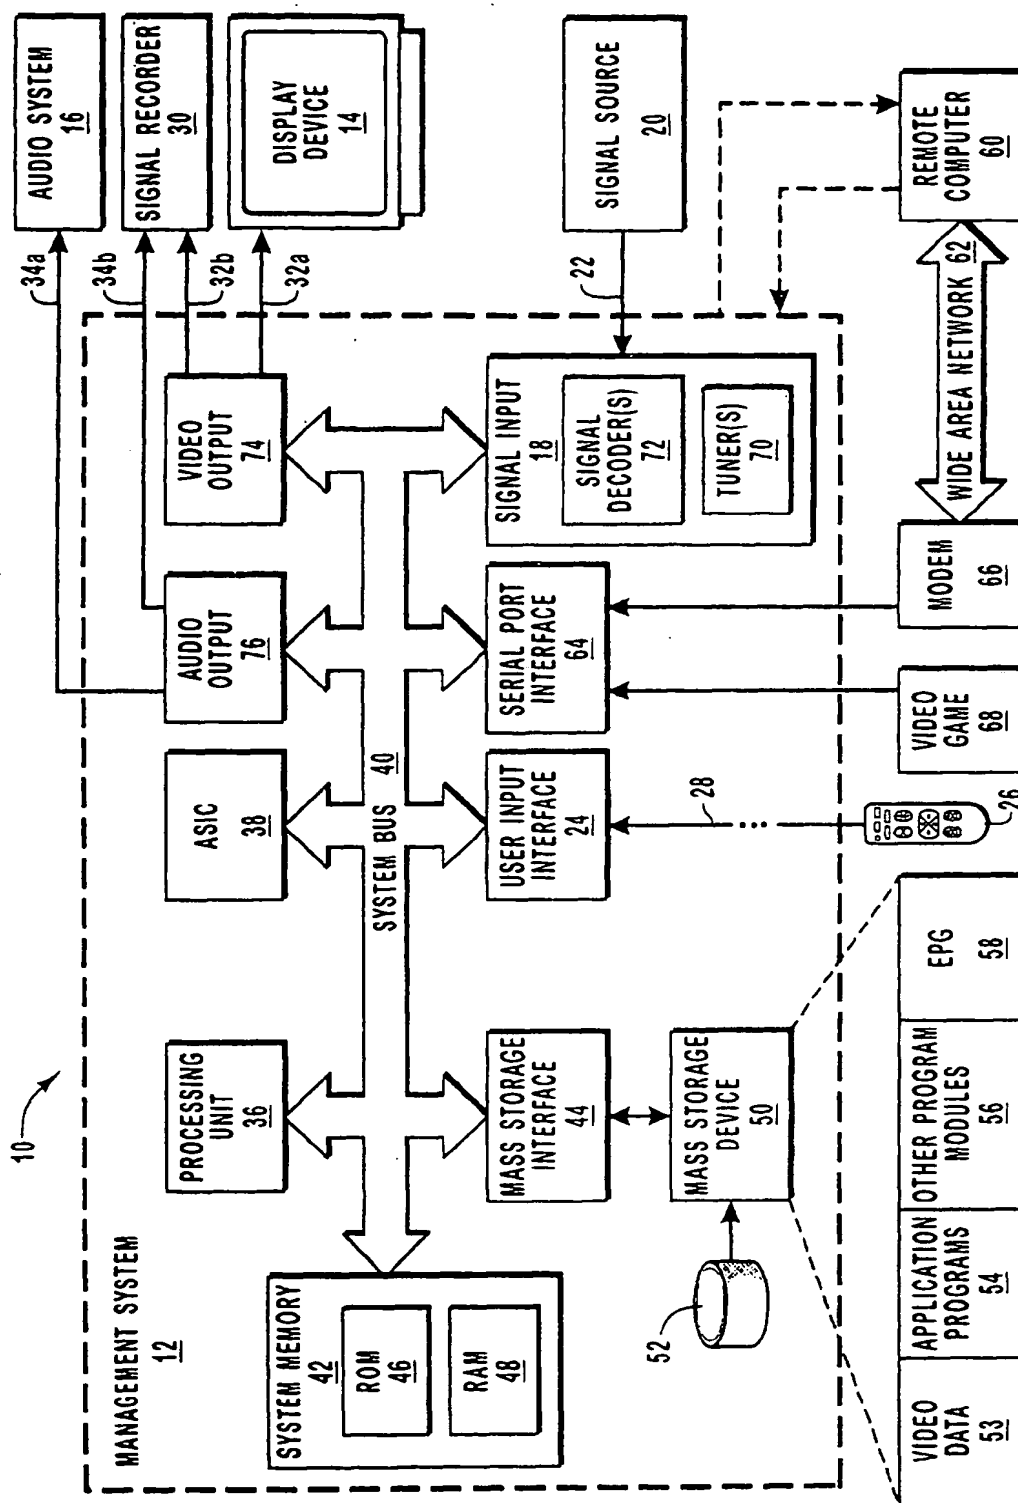 10
MANAGEMENT SYSTEM
12
PROCESSING
UNIT
36
ASIC
38
AUDIO
OUTPUT
76
VIDEO
OUTPUT
74
34a
34b
32b
32a
AUDIO SYSTEM
16
SIGNAL RECORDER
30
DISPLAY
DEVICE
14
SYSTEM MEMORY
42
ROM
46
RAM
48
SYSTEM BUS
40
MASS STORAGE
INTERFACE
44
USER INPUT
INTERFACE
24
SERIAL PORT
INTERFACE
64
SIGNAL INPUT
18
SIGNAL
DECODER(S)
72
TUNER(S)
70
22
SIGNAL SOURCE
20
52
MASS STORAGE
DEVICE
50
28
26
VIDEO
GAME
68
MODEM
66
WIDE AREA NETWORK 62
REMOTE
COMPUTER
60
VIDEO
DATA
53
APPLICATION
PROGRAMS
54
OTHER PROGRAM
MODULES
56
EPG
58